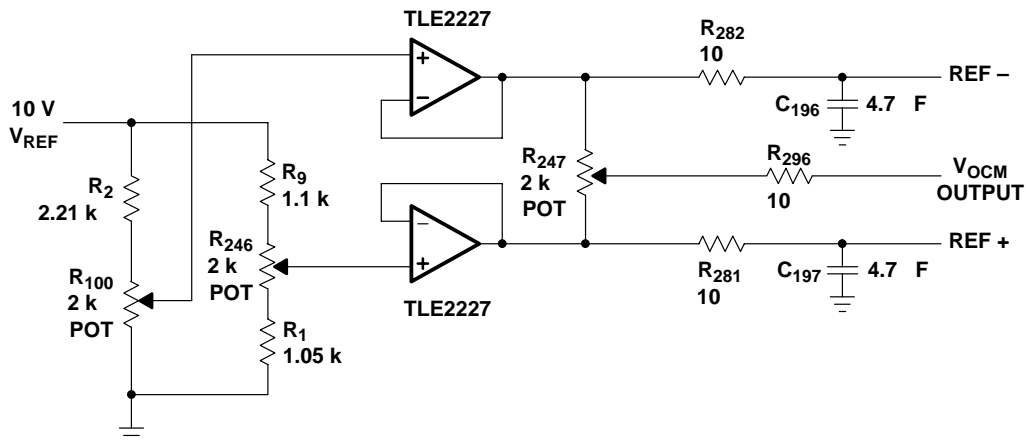 TLE2227
+
−
10 V
VREF
R2
2.21 k
R100
2 k
POT
R9
1.1 k
R246
2 k
POT
R1
1.05 k
−
+
TLE2227
R282
10
C196
4.7 F
REF −
R247
2 k
POT
R296
10
VOCM
OUTPUT
R281
10
C197
4.7 F
REF +